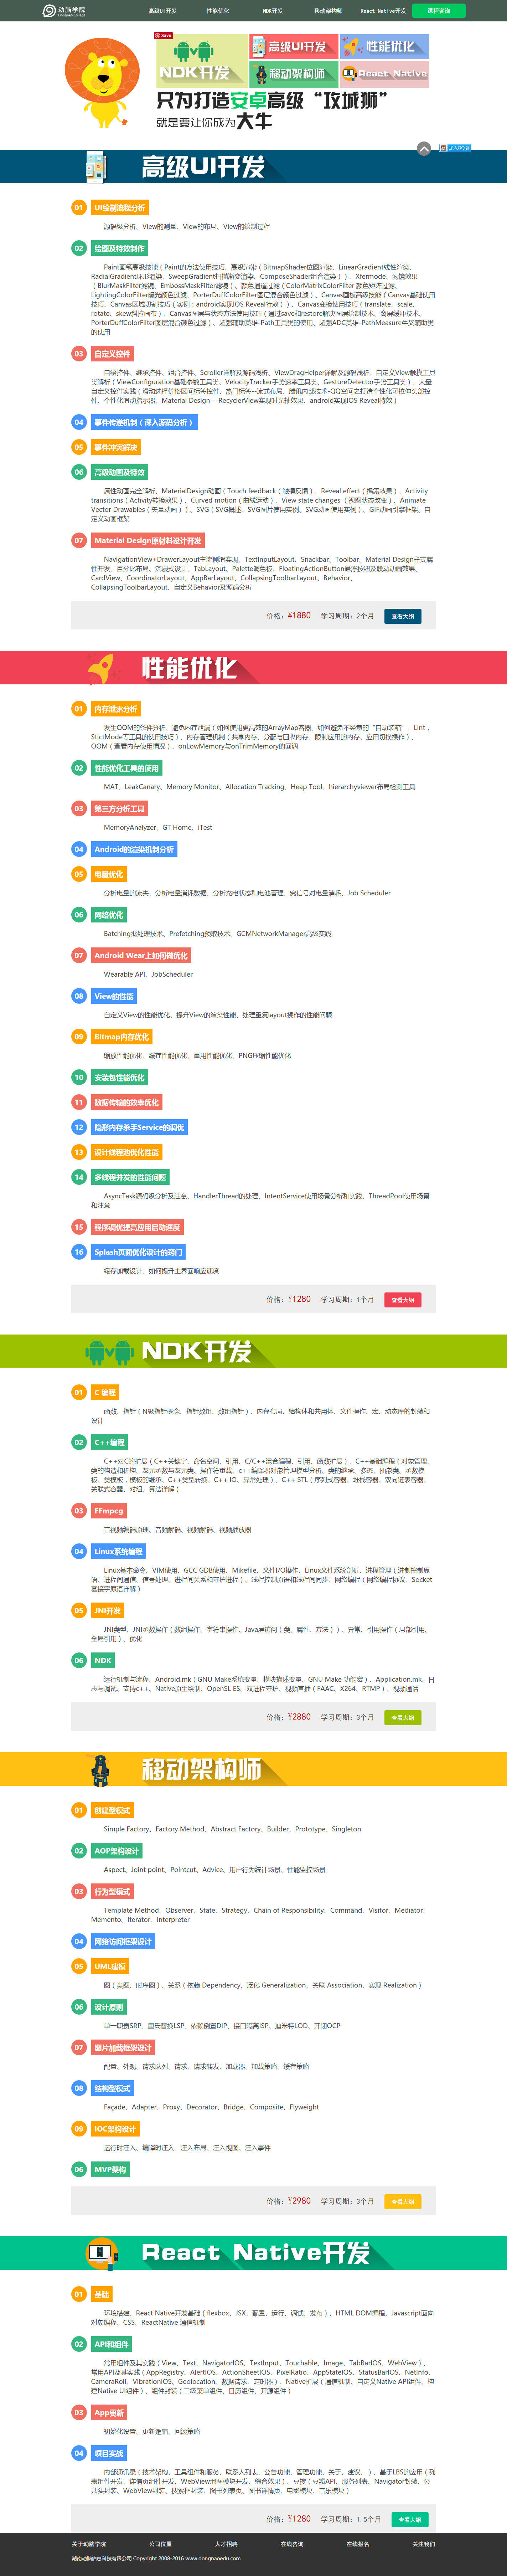 动脑学院
Dongnao College
高级UI开发
性能优化
NDK开发
移动架构师
React Native开发
课程咨询
Save
NDK开发
高级UI开发
性能优化
移动架构师
React Native
只为打造安卓高级“攻城狮”
就是要让你成为大牛
加入QQ群
高级UI开发
01 UI绘制流程分析
源码级分析、View的测量、View的布局、View的绘制过程
02 绘图及特效制作
Paint画笔高级技能（Paint的方法使用技巧、高级渲染（BitmapShader位图渲染、LinearGradient线性渲染、
RadialGradient环形渲染、SweepGradient扫描渐变渲染、ComposeShader组合渲染））、Xfermode、滤镜效果
（BlurMaskFilter滤镜、EmbossMaskFilter滤镜）、颜色通道过滤（ColorMatrixColorFilter 颜色矩阵过滤、
LightingColorFilter曝光颜色过滤、PorterDuffColorFilter图层混合颜色过滤）、Canvas画板高级技能（Canvas基础使用
技巧、Canvas区域切割技巧（实例：android实现IOS Reveal特效））、Canvas变换使用技巧（translate、scale、
rotate、skew斜拉画布）、Canvas图层与状态方法使用技巧（通过save和restore解决图层绘制技术、离屏缓冲技术、
PorterDuffColorFilter图层混合颜色过滤）、超强辅助英雄-Path工具类的使用、超强ADC英雄-PathMeasure牛叉辅助类
的使用
03 自定义控件
自绘控件、继承控件、组合控件、Scroller详解及源码浅析、ViewDragHelper详解及源码浅析、自定义View触摸工具
类解析（ViewConfiguration基础参数工具类、VelocityTracker手势速率工具类、GestureDetector手势工具类）、大量
自定义控件实践（滑动选择价格区间标签控件、热门标签--流式布局、腾讯内部技术-QQ空间之打造个性化可拉伸头部控
件、个性化滑动指示器、Material Design---RecyclerView实现时光轴效果、android实现IOS Reveal特效）
04 事件传递机制（深入源码分析）
05 事件冲突解决
06 高级动画及特效
属性动画完全解析、MaterialDesign动画（Touch feedback（触摸反馈）、Reveal effect（揭露效果）、Activity
transitions（Activity转换效果）、Curved motion（曲线运动）、View state changes （视图状态改变）、Animate
Vector Drawables（矢量动画 ））、SVG（SVG概述、SVG图片使用实例、SVG动画使用实例）、GIF动画引擎框架、自
定义动画框架
07 Material Design原材料设计开发
NavigationView+DrawerLayout主流侧滑实现、TextInputLayout、Snackbar、Toolbar、Material Design样式属
性开发、百分比布局、沉浸式设计、TabLayout、Palette调色板、FloatingActionButton悬浮按钮及联动动画效果、
CardView、CoordinatorLayout、AppBarLayout、CollapsingToolbarLayout、Behavior、
CollapsingToolbarLayout、自定义Behavior及源码分析
价格：¥1880 学习周期：2个月 查看大纲
性能优化
01 内存泄漏分析
发生OOM的条件分析、避免内存泄漏（如何使用更高效的ArrayMap容器、如何避免不经意的“自动装箱”、Lint，
StictMode等工具的使用技巧）、内存管理机制（共享内存、分配与回收内存、限制应用的内存、应用切换操作）、
OOM（查看内存使用情况）、onLowMemory与onTrimMemory的回调
02 性能优化工具的使用
MAT、LeakCanary、Memory Monitor、Allocation Tracking、Heap Tool、hierarchyviewer布局检测工具
03 第三方分析工具
MemoryAnalyzer、GT Home、iTest
04 Android的渲染机制分析
05 电量优化
分析电量的流失、分析电量消耗数据、分析充电状态和电池管理、窝信号对电量消耗、Job Scheduler
06 网络优化
Batching批处理技术、Prefetching预取技术、GCMNetworkManager高级实践
07 Android Wear上如何做优化
Wearable API、JobScheduler
08 View的性能
自定义View的性能优化、提升View的渲染性能、处理重复layout操作的性能问题
09 Bitmap内存优化
缩放性能优化、缓存性能优化、重用性能优化、PNG压缩性能优化
10 安装包性能优化
11 数据传输的效率优化
12 隐形内存杀手Service的调优
13 设计线程池优化性能
14 多线程并发的性能问题
AsyncTask源码级分析及注意、HandlerThread的处理、IntentService使用场景分析和实践、ThreadPool使用场景
和注意
15 程序调优提高应用启动速度
16 Splash页面优化设计的窍门
缓存加载设计、如何提升主界面响应速度
价格：¥1280 学习周期：1个月 查看大纲
NDK开发
01 C 编程
函数、指针（N级指针概念、指针数组、数组指针）、内存布局、结构体和共用体、文件操作、宏、动态库的封装和
设计
02 C++编程
C++对C的扩展（C++关键字、命名空间、引用、C/C++混合编程、引用、函数扩展）、C++基础编程（对象管理、
类的构造和析构、友元函数与友元类、操作符重载、c++编译器对象管理模型分析、类的继承、多态、抽象类、函数模
板、类模板，模板的继承、C++类型转换、C++ IO、异常处理）、C++ STL（序列式容器、堆栈容器、双向链表容器、
关联式容器、对组、算法详解）
03 FFmpeg
音视频编码原理、音频解码、视频解码、视频播放器
04 Linux系统编程
Linux基本命令、VIM使用、GCC GDB使用、Mikefile、文件I/O操作、Linux文件系统剖析、进程管理（进制控制原
语、进程间通信、信号处理、进程间关系和守护进程）、线程控制原语和线程间同步、网络编程（网络编程协议、Socket
套接字原语详解）
05 JNI开发
JNI类型、JNI函数操作（数组操作、字符串操作、Java层访问（类、属性、方法））、异常、引用操作（局部引用、
全局引用）、优化
06 NDK
运行机制与流程、Android.mk（GNU Make系统变量、模块描述变量、GNU Make 功能宏）、Application.mk、日
志与调试、支持c++、Native原生绘制、OpenSL ES、双进程守护、视频直播（FAAC、X264、RTMP）、视频通话
价格：¥2880 学习周期：3个月 查看大纲
移动架构师
01 创建型模式
Simple Factory、Factory Method、Abstract Factory、Builder、Prototype、Singleton
02 AOP架构设计
Aspect、Joint point、Pointcut、Advice、用户行为统计场景、性能监控场景
03 行为型模式
Template Method、Observer、State、Strategy、Chain of Responsibility、Command、Visitor、Mediator、
Memento、Iterator、Interpreter
04 网络访问框架设计
05 UML建模
图（类图、时序图）、关系（依赖 Dependency、泛化 Generalization、关联 Association、实现 Realization）
06 设计原则
单一职责SRP、里氏替换LSP、依赖倒置DIP、接口隔离ISP、迪米特LOD、开闭OCP
07 图片加载框架设计
配置、外观、请求队列、请求、请求转发、加载器、加载策略、缓存策略
08 结构型模式
Façade、Adapter、Proxy、Decorator、Bridge、Composite、Flyweight
09 IOC架构设计
运行时注入、编译时注入、注入布局、注入视图、注入事件
06 MVP架构
价格：¥2980 学习周期：3个月 查看大纲
React Native开发
01 基础
环境搭建、React Native开发基础（flexbox、JSX、配置、运行、调试、发布）、HTML DOM编程、Javascript面向
对象编程、CSS、ReactNative 通信机制
02 API和组件
常用组件及其实践（View、Text、NavigatorIOS、TextInput、Touchable、Image、TabBarIOS、WebView）、
常用API及其实践（AppRegistry、AlertIOS、ActionSheetIOS、PixelRatio、AppStateIOS、StatusBarIOS、NetInfo、
CameraRoll、VibrationIOS、Geolocation、数据请求、定时器）、Native扩展（通信机制、自定义Native API组件、构
建Native UI组件）、组件封装（二级菜单组件、日历组件、开源组件）
03 App更新
初始化设置、更新逻辑、回滚策略
04 项目实战
内部通讯录（技术架构、工具组件和服务、联系人列表、公告功能、管理功能、关于、建议、）、基于LBS的应用（列
表组件开发、详情页组件开发、WebView地图模块开发、综合效果）、豆搜（豆瓣API、服务列表、Navigator封装、公
共头封装、WebView封装、搜索框封装、图书列表页、图书详情页、电影模块、音乐模块）
价格：¥1280 学习周期：1.5个月 查看大纲
关于动脑学院
公司位置
人才招聘
在线咨询
在线报名
关注我们
湖南动脑信息科技有限公司 Copyright 2008-2016 www.dongnaoedu.com